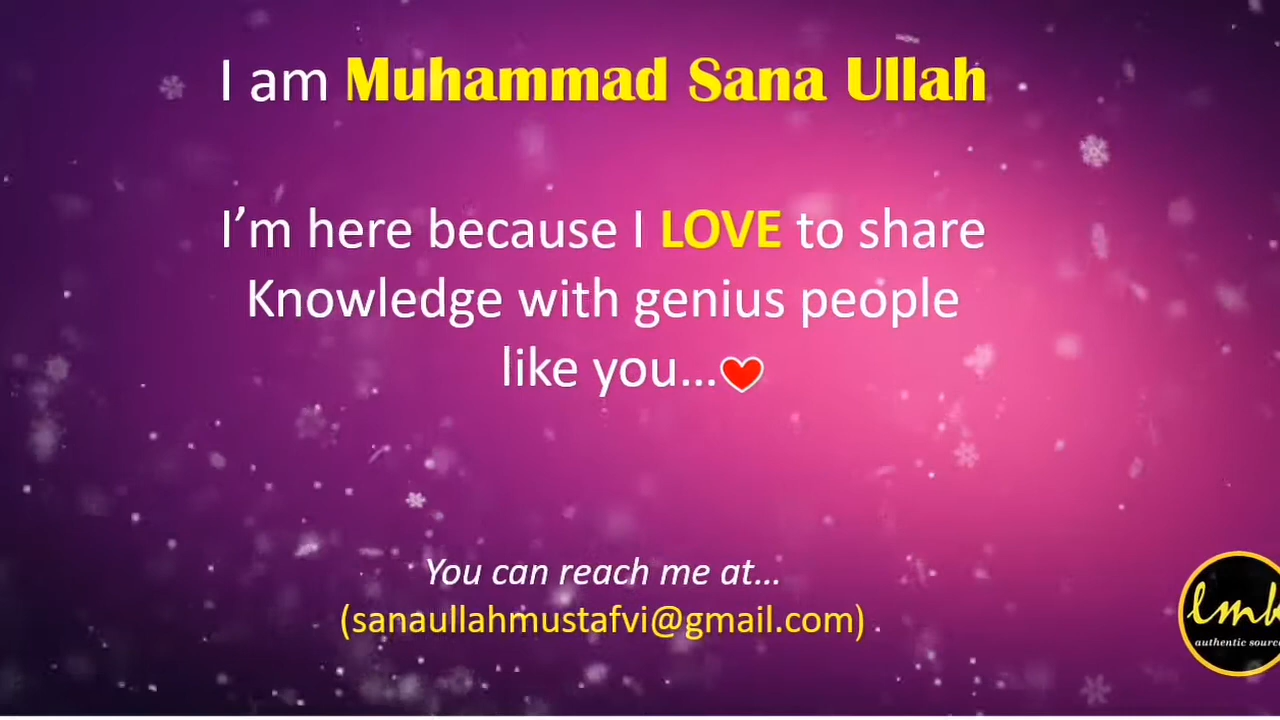 I am Muhammad Sana Ullah
I’m here because I LOVE to share
Knowledge with genius people
like you...
You can reach me at...
(sanaullahmustafvi@gmail.com)
authentic